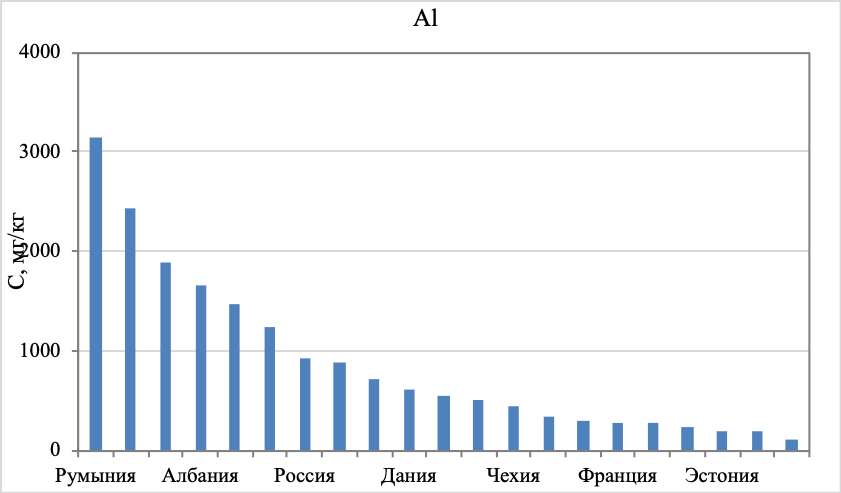 Al
С, мг/кг
4000
3000
2000
1000
0
Румыния Албания Россия Дания Чехия Франция Эстония